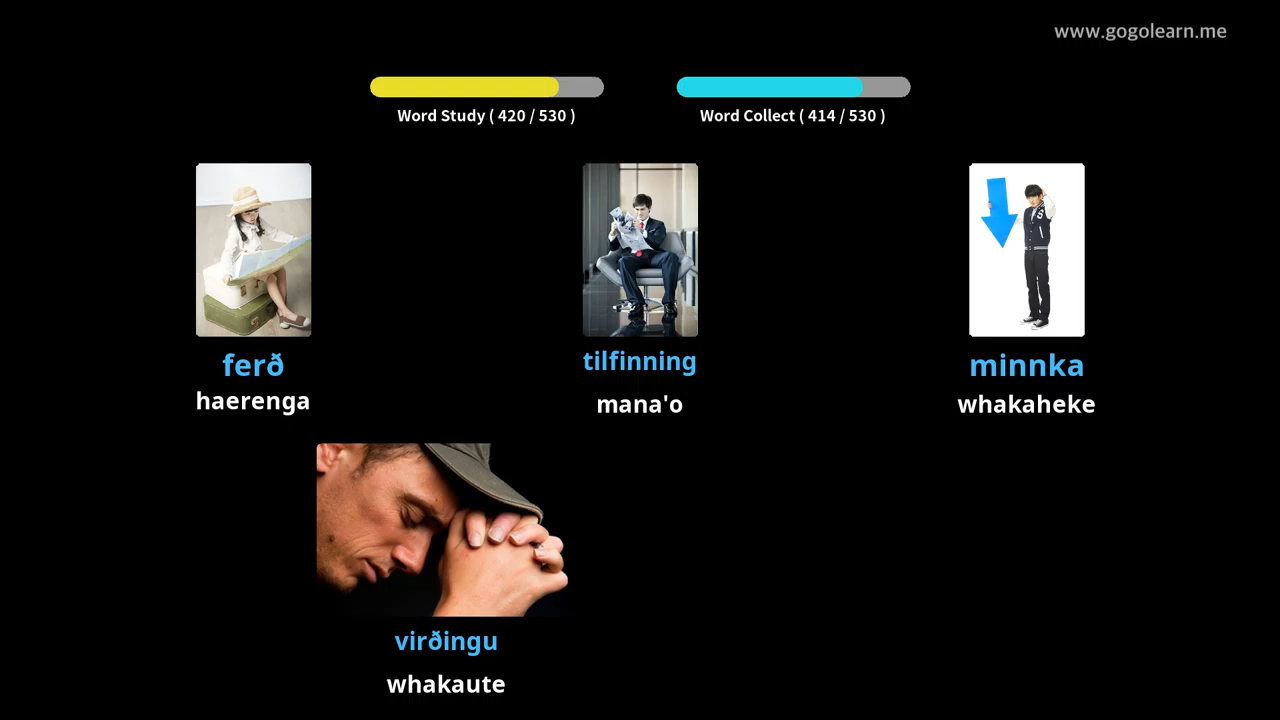 www.gogolearn.me
Word Study ( 420 / 530 )
Word Collect ( 414 / 530 )
ferð
haerenga
tilfinning
mana'o
minnka
whakaheke
virðingu
whakaute